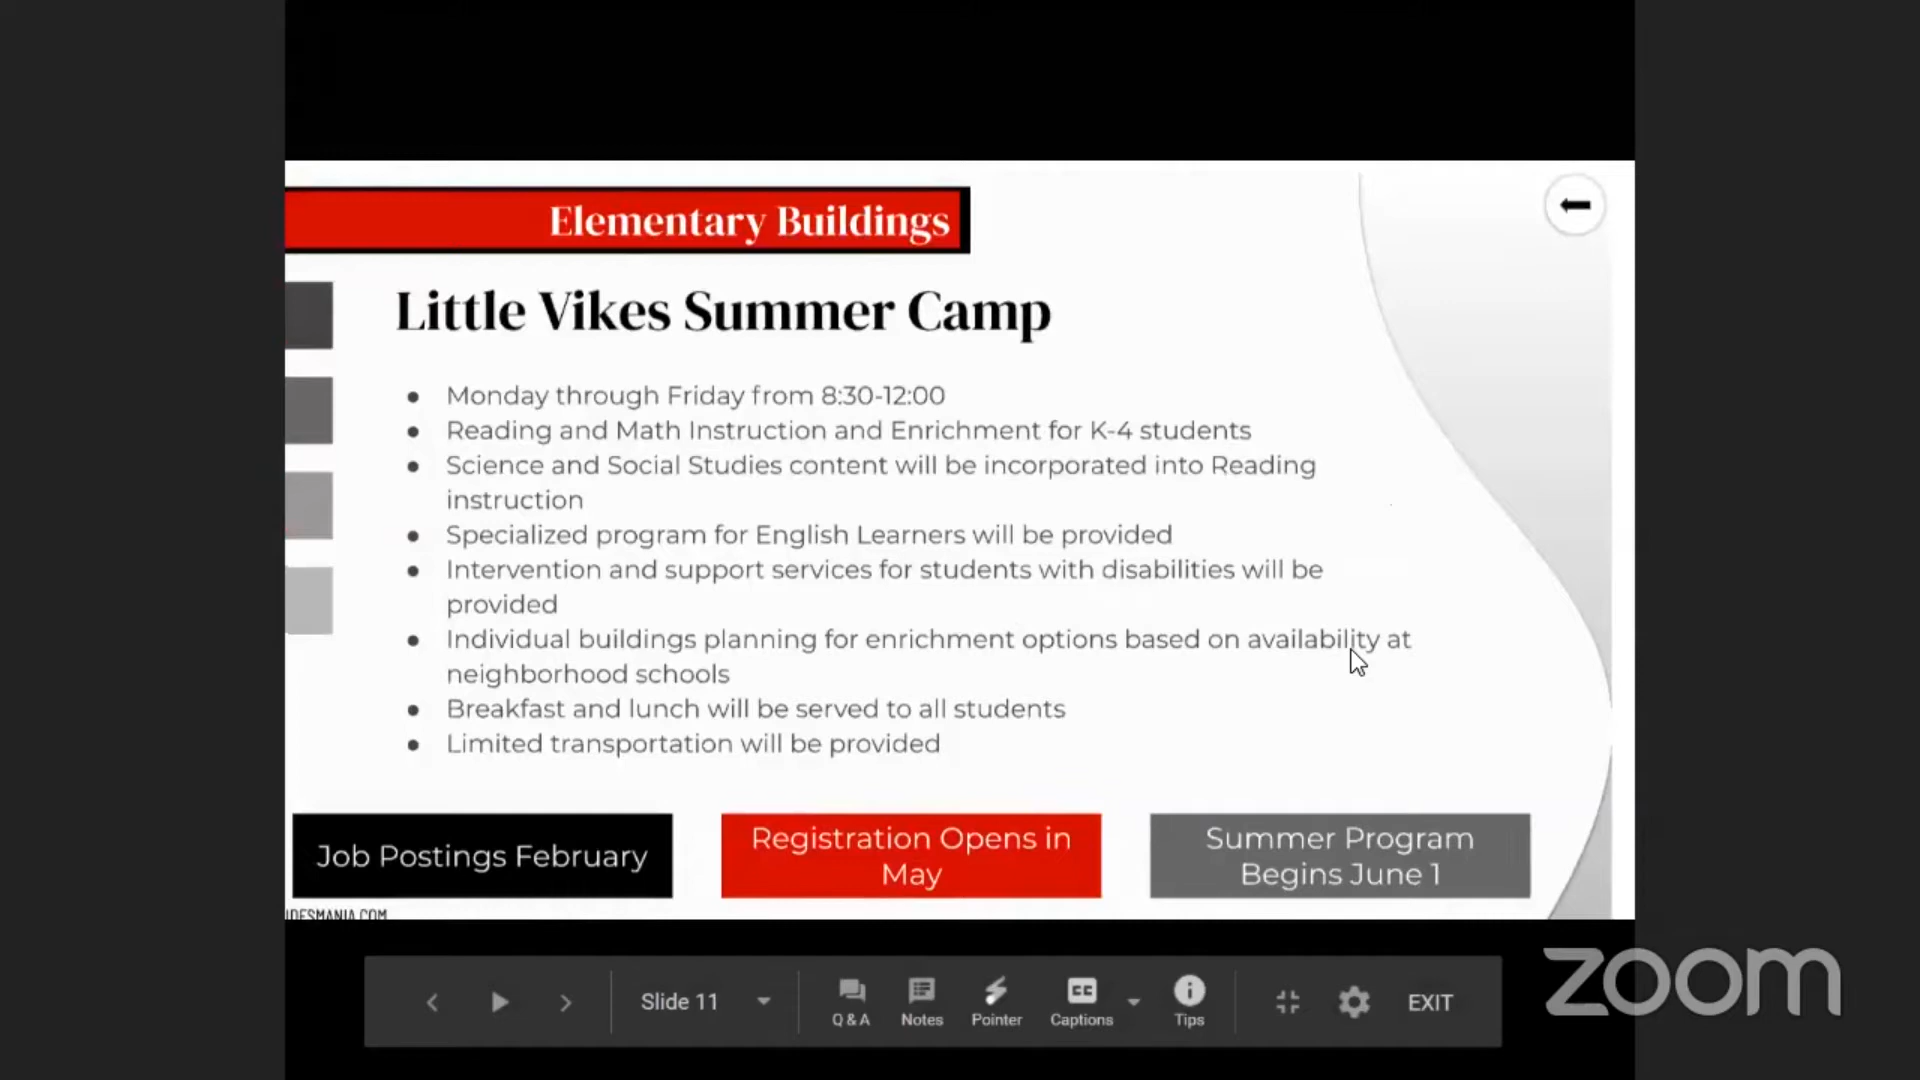 Elementary Buildings
Little Vikes Summer Camp
● Monday through Friday from 8:30-12:00
● Reading and Math Instruction and Enrichment for K-4 students
● Science and Social Studies content will be incorporated into Reading
instruction
● Specialized program for English Learners will be provided
● Intervention and support services for students with disabilities will be
provided
● Individual buildings planning for enrichment options based on availability at
neighborhood schools
● Breakfast and lunch will be served to all students
● Limited transportation will be provided
Job Postings February
Registration Opens in
May
Summer Program
Begins June 1
IDESMANIA.COM
Slide 11
Q & A
Notes
Pointer
CC
Captions
Tips
EXIT
zoom